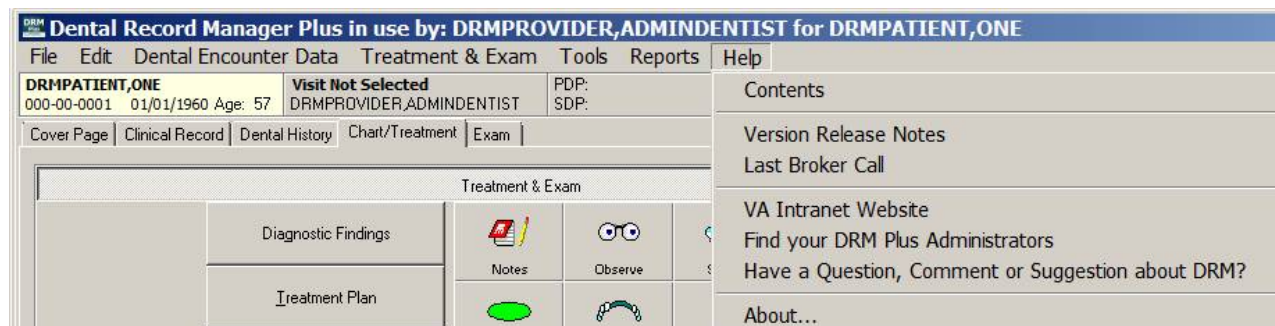 DRM Plus Dental Record Manager Plus in use by: DRMPROVIDER,ADMINDENTIST for DRMPATIENT,ONE
File Edit Dental Encounter Data Treatment & Exam Tools Reports Help
DRMPATIENT,ONE Visit Not Selected PDP:
000-00-0001 01/01/1960 Age: 57 DRMPROVIDER,ADMINDENTIST SDP:
Cover Page Clinical Record Dental History Chart/Treatment Exam
Treatment & Exam
Diagnostic Findings
Notes Observe
Treatment Plan
Contents
Version Release Notes
Last Broker Call
VA Intranet Website
Find your DRM Plus Administrators
Have a Question, Comment or Suggestion about DRM?
About...